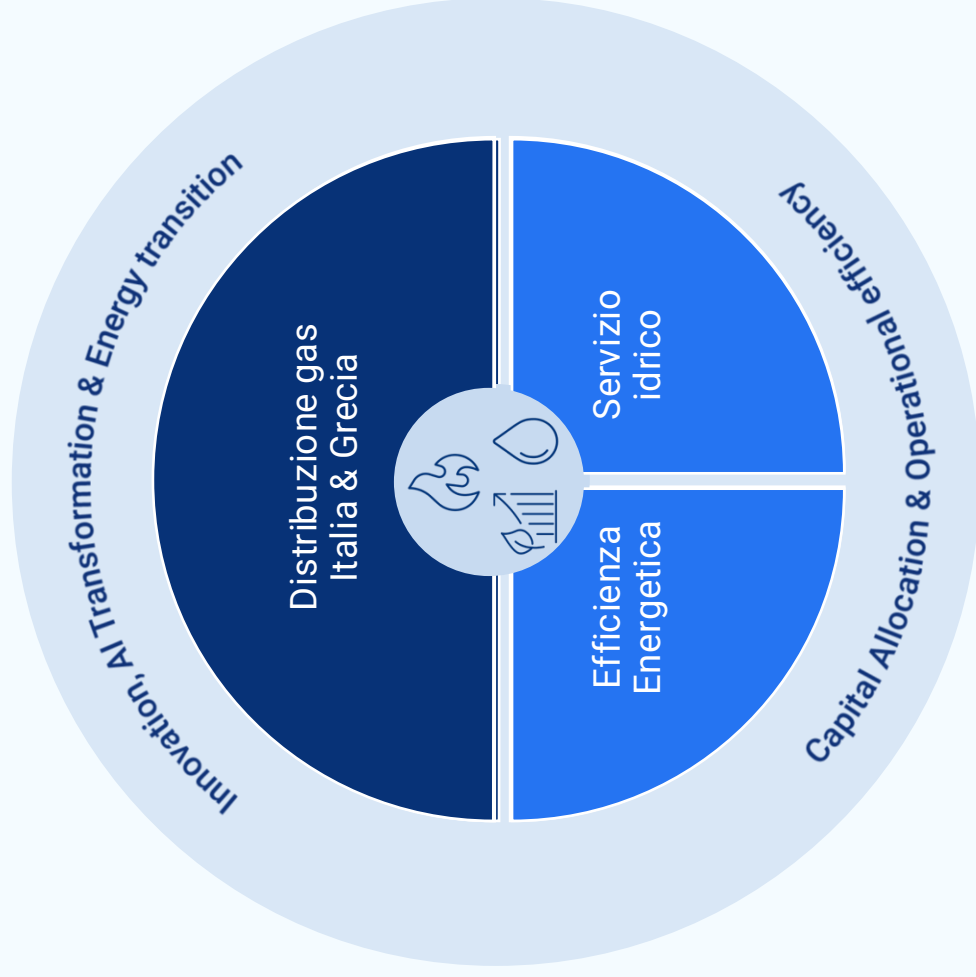 Innovation, AI Transformation & Energy transition
Distribuzione gas
Italia & Grecia
Efficienza
Energetica
Servizio
idrico
Capital Allocation & Operational efficiency